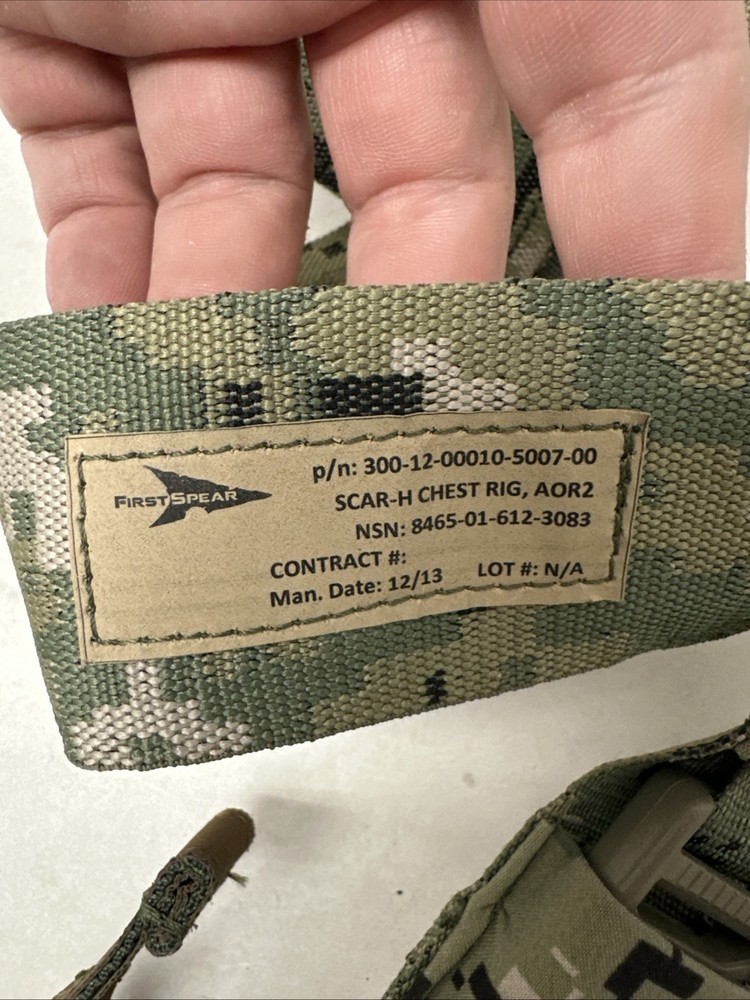 FIRSTSPEAR
p/n: 300-12-00010-5007-00
SCAR-H CHEST RIG, AOR2
NSN: 8465-01-612-3083
CONTRACT #:
Man. Date: 12/13 LOT #: N/A